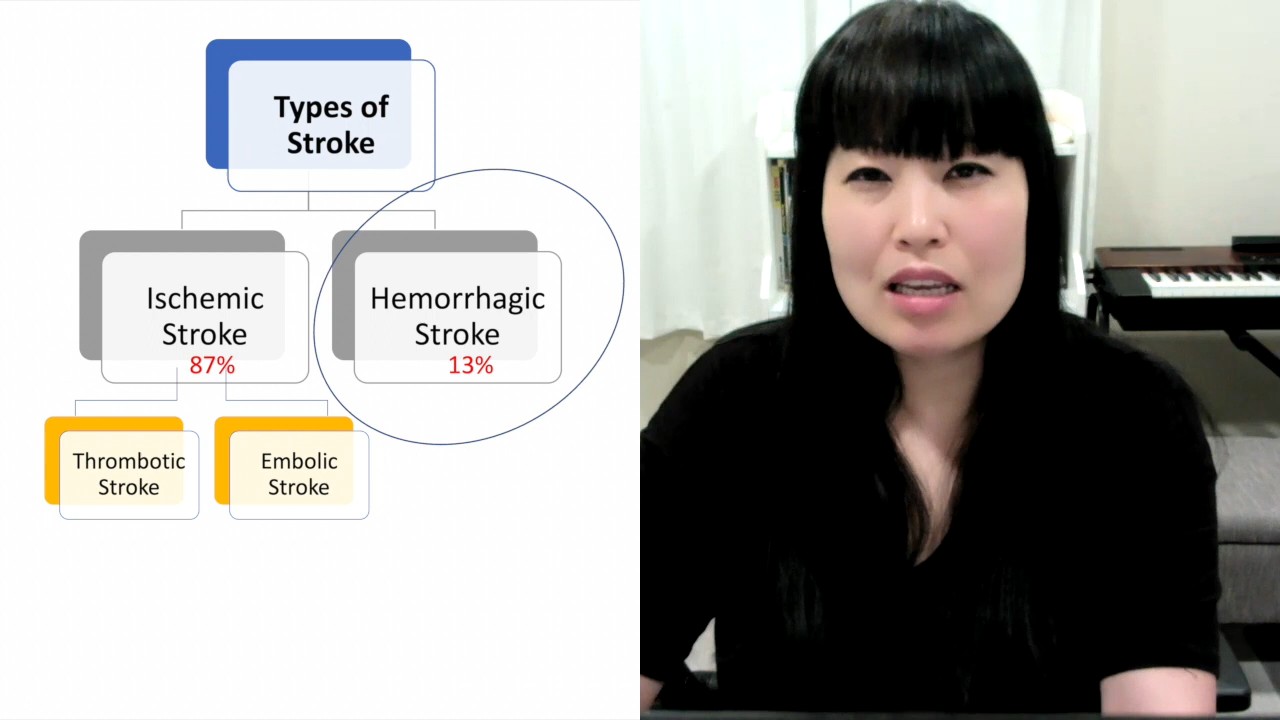 Types of
Stroke
Ischemic
Stroke
87%
Hemorrhagic
Stroke
13%
Thrombotic
Stroke
Embolic
Stroke